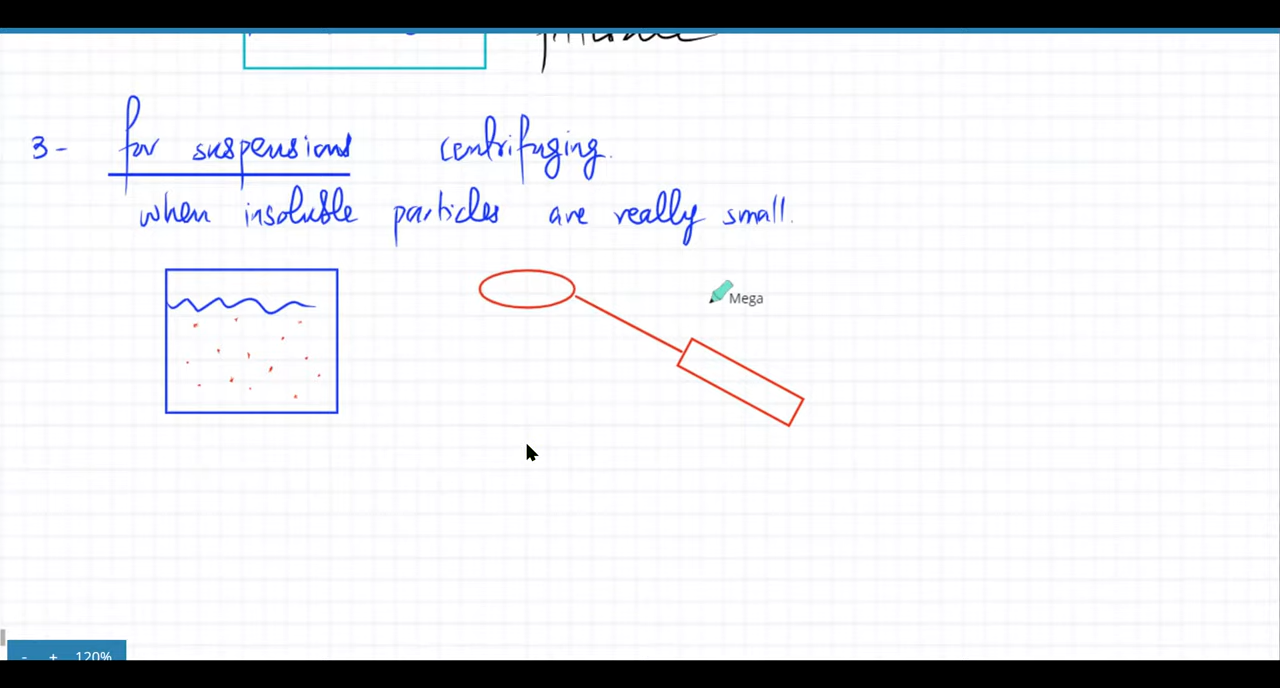 3- for suspensions centrifuging.
when insoluble particles are really small.
Mega
- + 120%